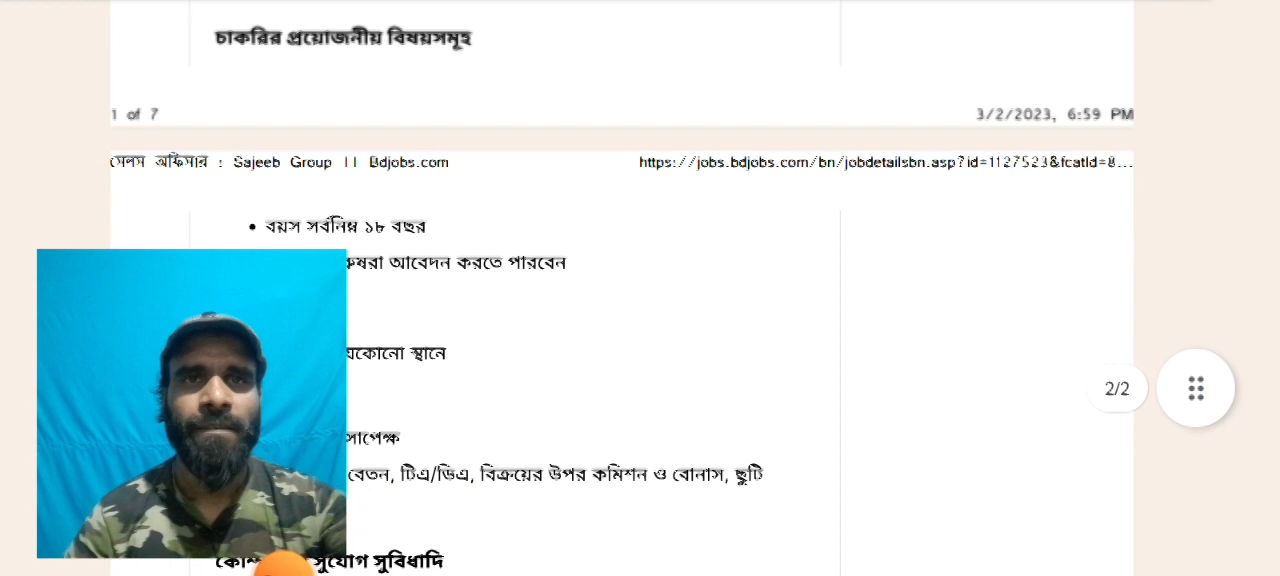 চাকরির প্রয়োজনীয় বিষয়সমূহ
1 of 7
3/2/2023, 6:59 PM
সেলস অফিসার : Sajeeb Group || Bdjobs.com
https://jobs.bdjobs.com/bn/jobdetailsbn.asp?id=1127523&fcatId=8...
• বয়স সর্বনিম্ন ১৮ বছর
আবেদন করতে পারবেন
যেকোনো স্থানে
2/2
সাপেক্ষ
বেতন, টিএ/ডিএ, বিক্রয়ের উপর কমিশন ও বোনাস, ছুটি
সুযোগ সুবিধাদি